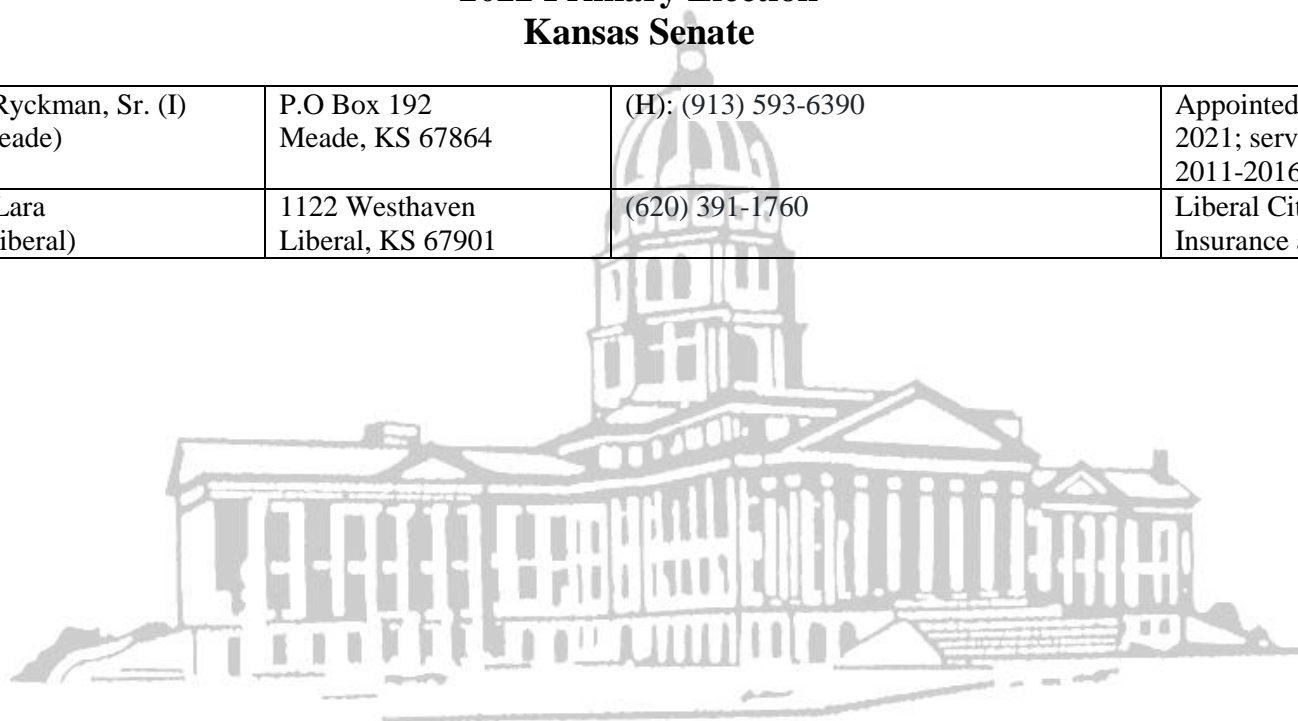 2022 Primary Election
Kansas Senate
Ryckman, Sr. (I)
eade)
P.O Box 192
Meade, KS 67864
(H): (913) 593-6390
Appointed
2021; serv
2011-2016
Lara
iberal)
1122 Westhaven
Liberal, KS 67901
(620) 391-1760
Liberal Cit
Insurance